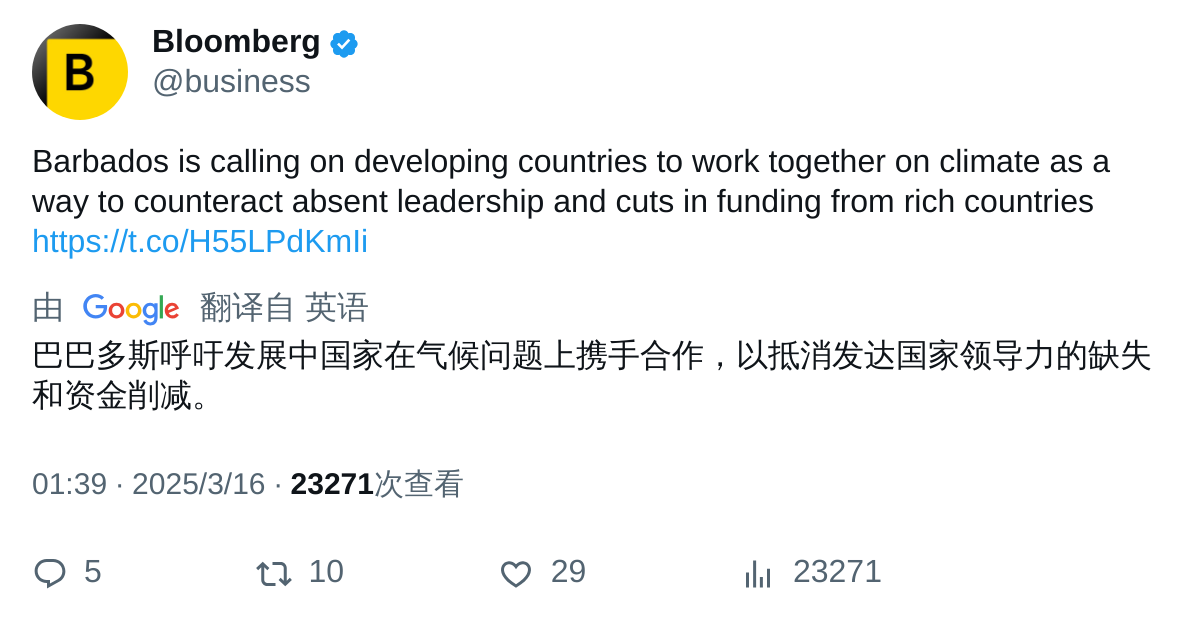 B
Bloomberg
@business
Barbados is calling on developing countries to work together on climate as a
way to counteract absent leadership and cuts in funding from rich countries
https://t.co/H55LPdKmIi
由 Google 翻译自 英语
巴巴多斯呼吁发展中国家在气候问题上携手合作，以抵消发达国家领导力的缺失
和资金削减。
01:39 · 2025/3/16 · 23271次查看
5 10 29 23271